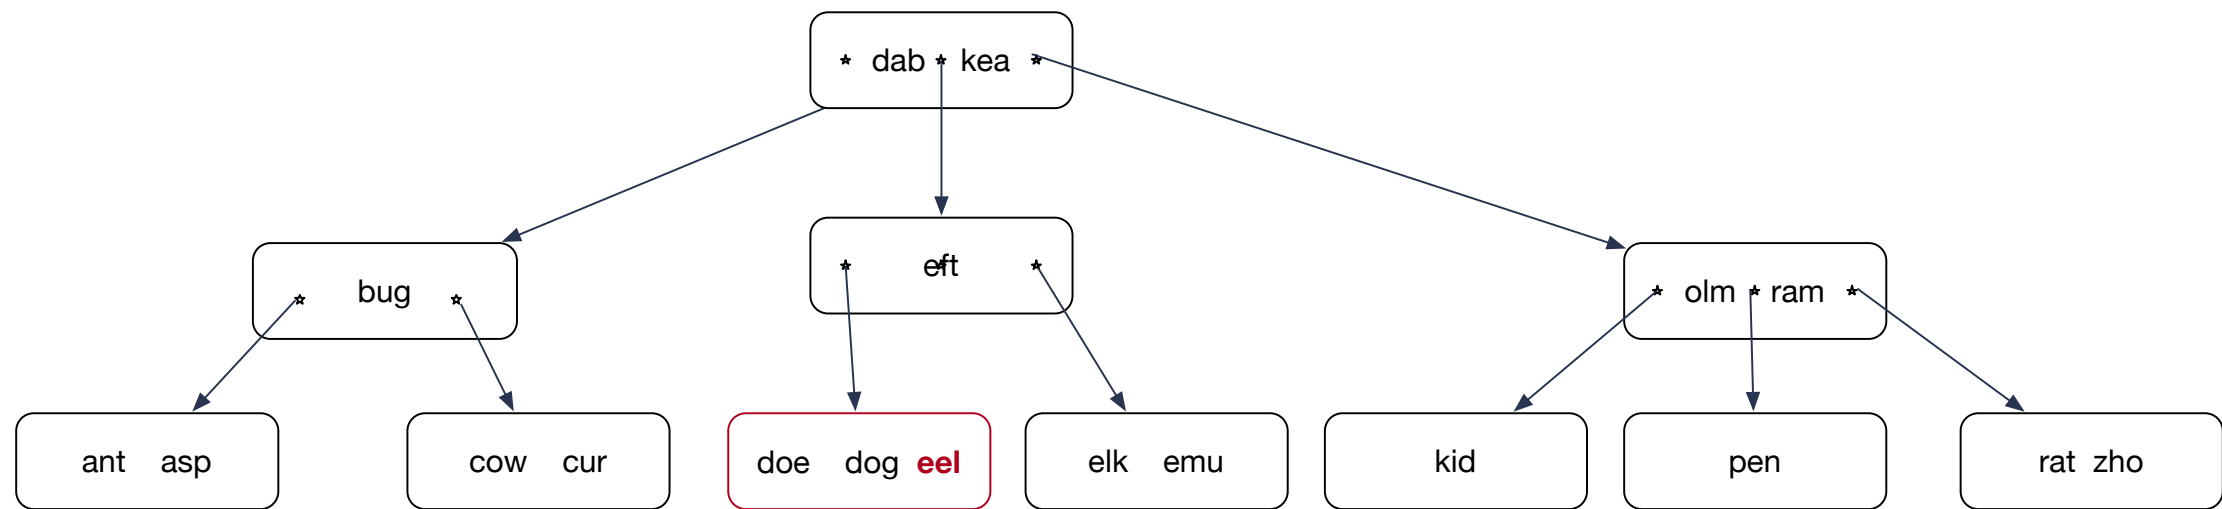 dab kea
bug
eft
olm ram
ant asp
cow cur
doe dog eel
elk emu
kid
pen
rat zho